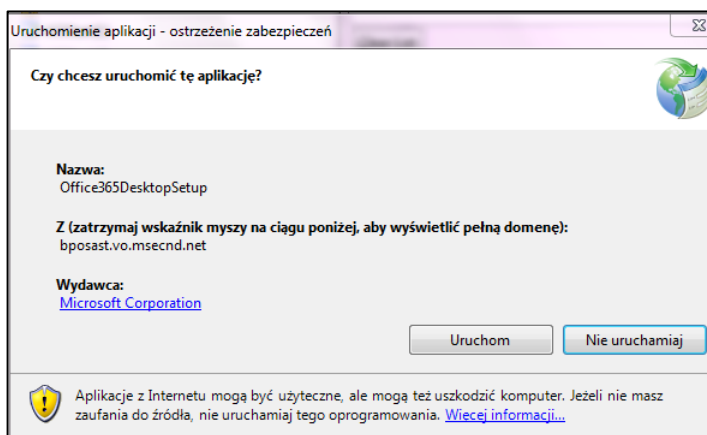 Uruchomienie aplikacji - ostrzeżenie zabezpieczeń
Czy chcesz uruchomić tę aplikację?
Nazwa:
Office365DesktopSetup
Z (zatrzymaj wskaźnik myszy na ciągu poniżej, aby wyświetlić pełną domenę):
bposast.vo.msecnd.net
Wydawca:
Microsoft Corporation
Uruchom Nie uruchamiaj
Aplikacje z Internetu mogą być użyteczne, ale mogą też uszkodzić komputer. Jeżeli nie masz
zaufania do źródła, nie uruchamiaj tego oprogramowania. Więcej informacji...